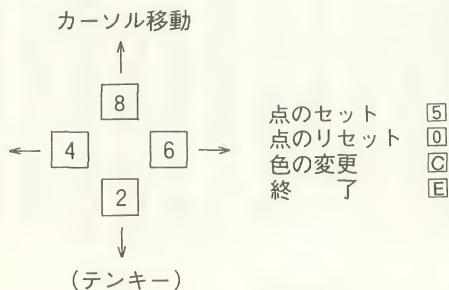 カーソル移動
8
4 6
2
(テンキー)
点のセット 5
点のリセット 0
色の変更 C
終 了 E